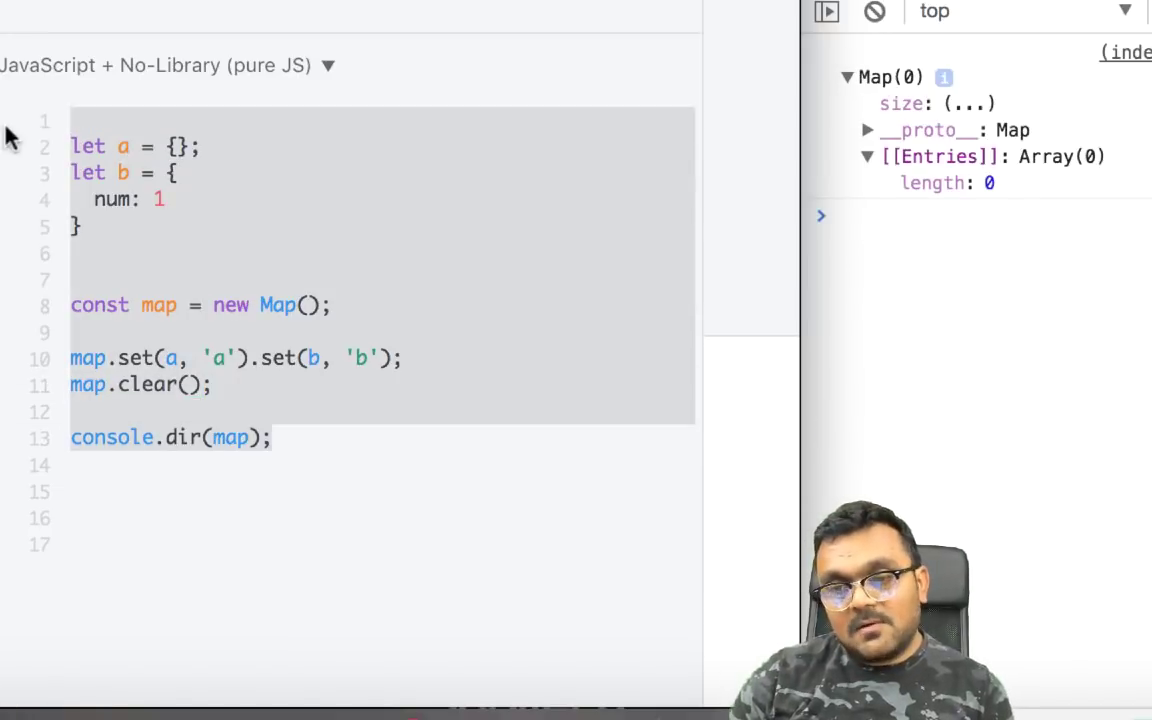 JavaScript + No-Library (pure JS) ▼
1
2 let a = {};
3 let b = {
4 num: 1
5 }
6
7
8 const map = new Map();
9
10 map.set(a, 'a').set(b, 'b');
11 map.clear();
12
13 console.dir(map);
14
15
16
17
top ▼
(inde
▼Map(0) i
size: (...)
▶__proto__: Map
▼[[Entries]]: Array(0)
length: 0
>